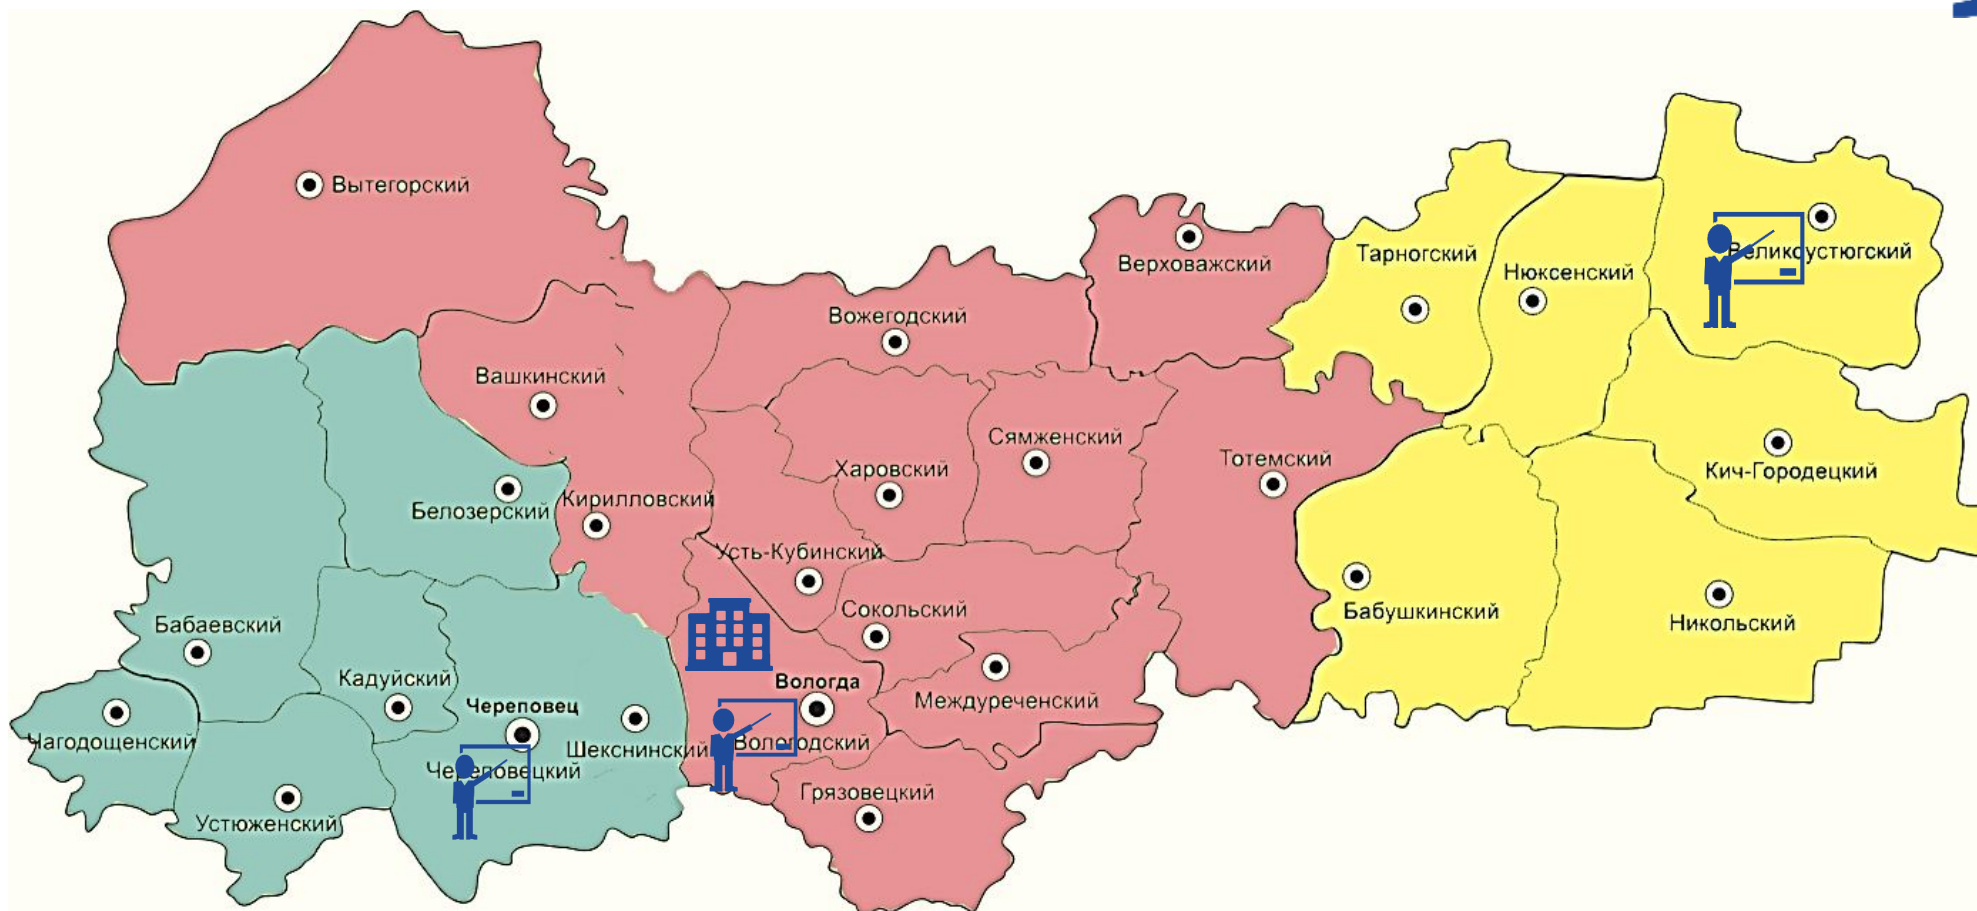 Вытегорский
Великоустюгский
Тарногский
Верховажский
Нюксенский
Вожегодский
Вашкинский
Сямженский
Тотемский
Харовский
Кич-Городецкий
Кирилловский
Белозерский
Усть-Кубинский
Сокольский
Бабушкинский
Никольский
Бабаевский
Кадуйский
Вологда
Междуреченский
Череповец
Чагодощенский
Шекснинский
Вологодский
Череповецкий
Грязовецкий
Устюженский